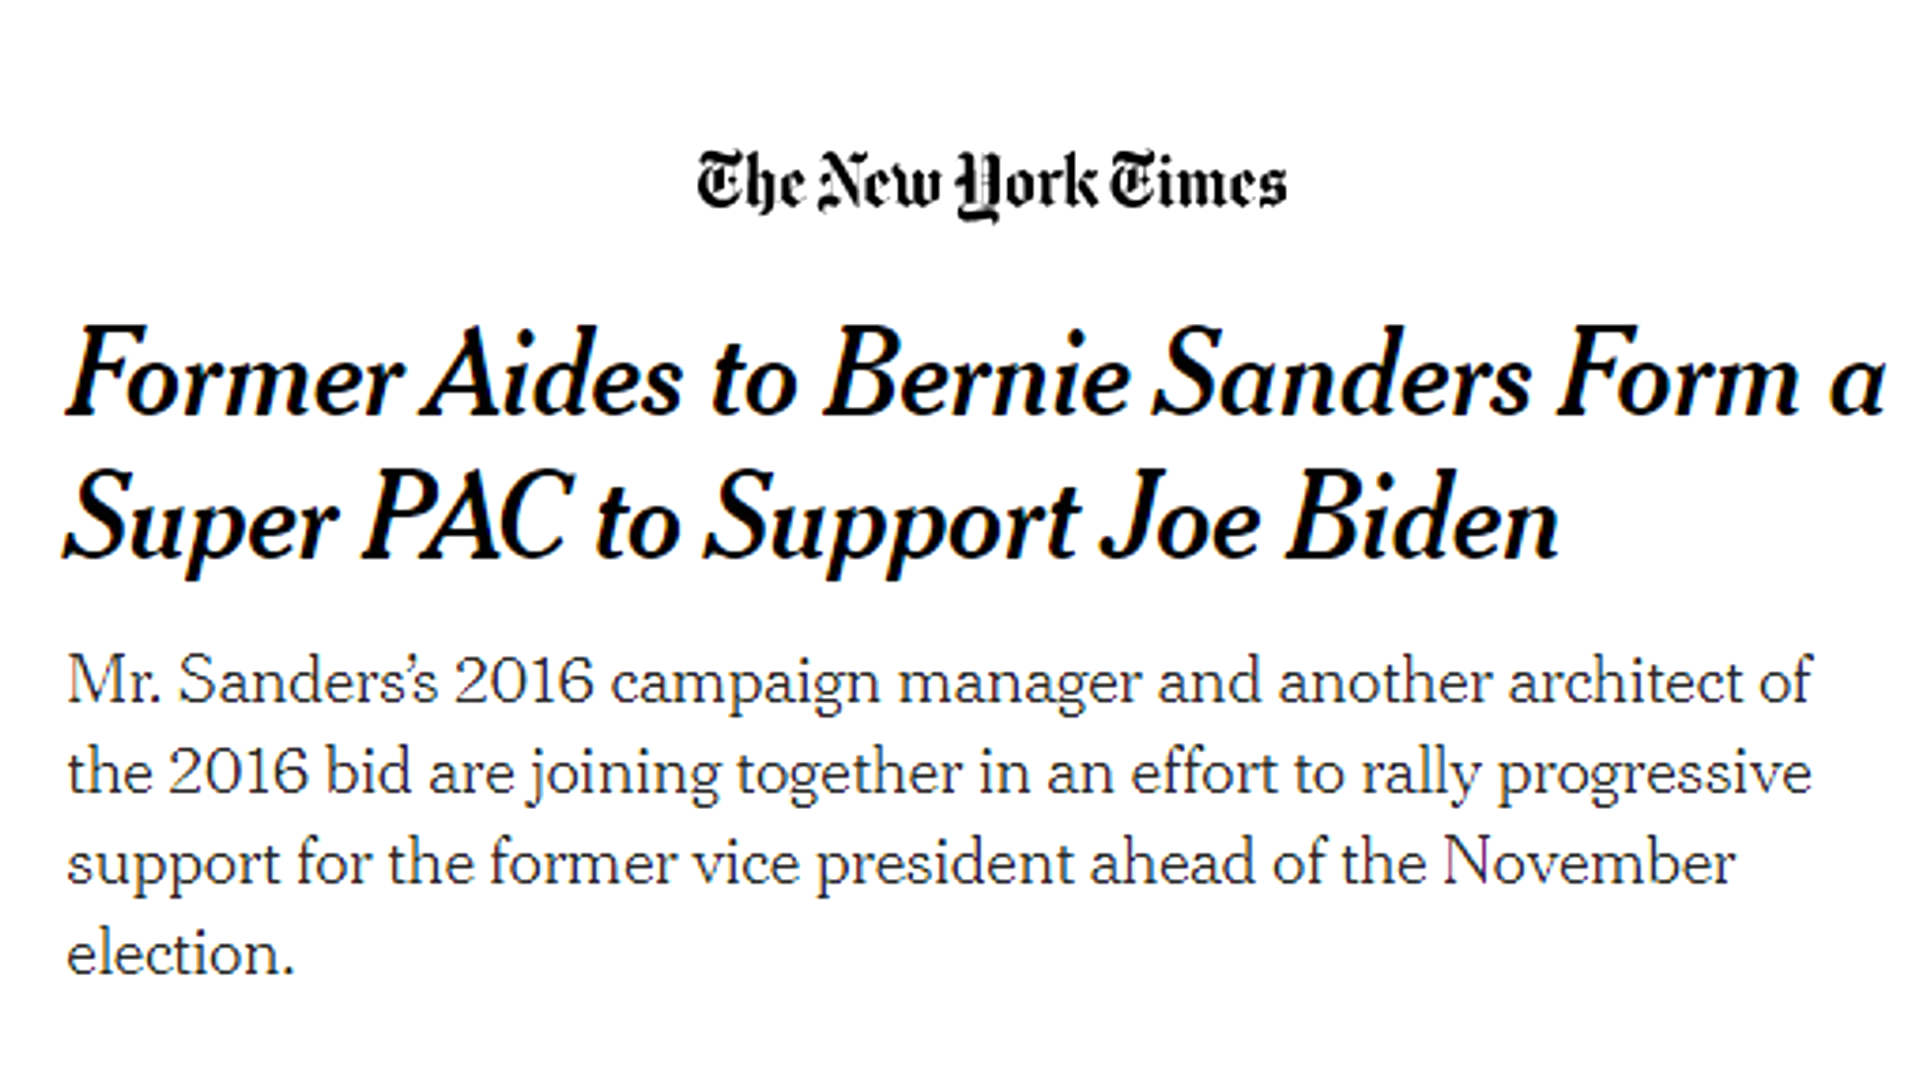 The New York Times
Former Aides to Bernie Sanders Form a
Super PAC to Support Joe Biden
Mr. Sanders’s 2016 campaign manager and another architect of
the 2016 bid are joining together in an effort to rally progressive
support for the former vice president ahead of the November
election.